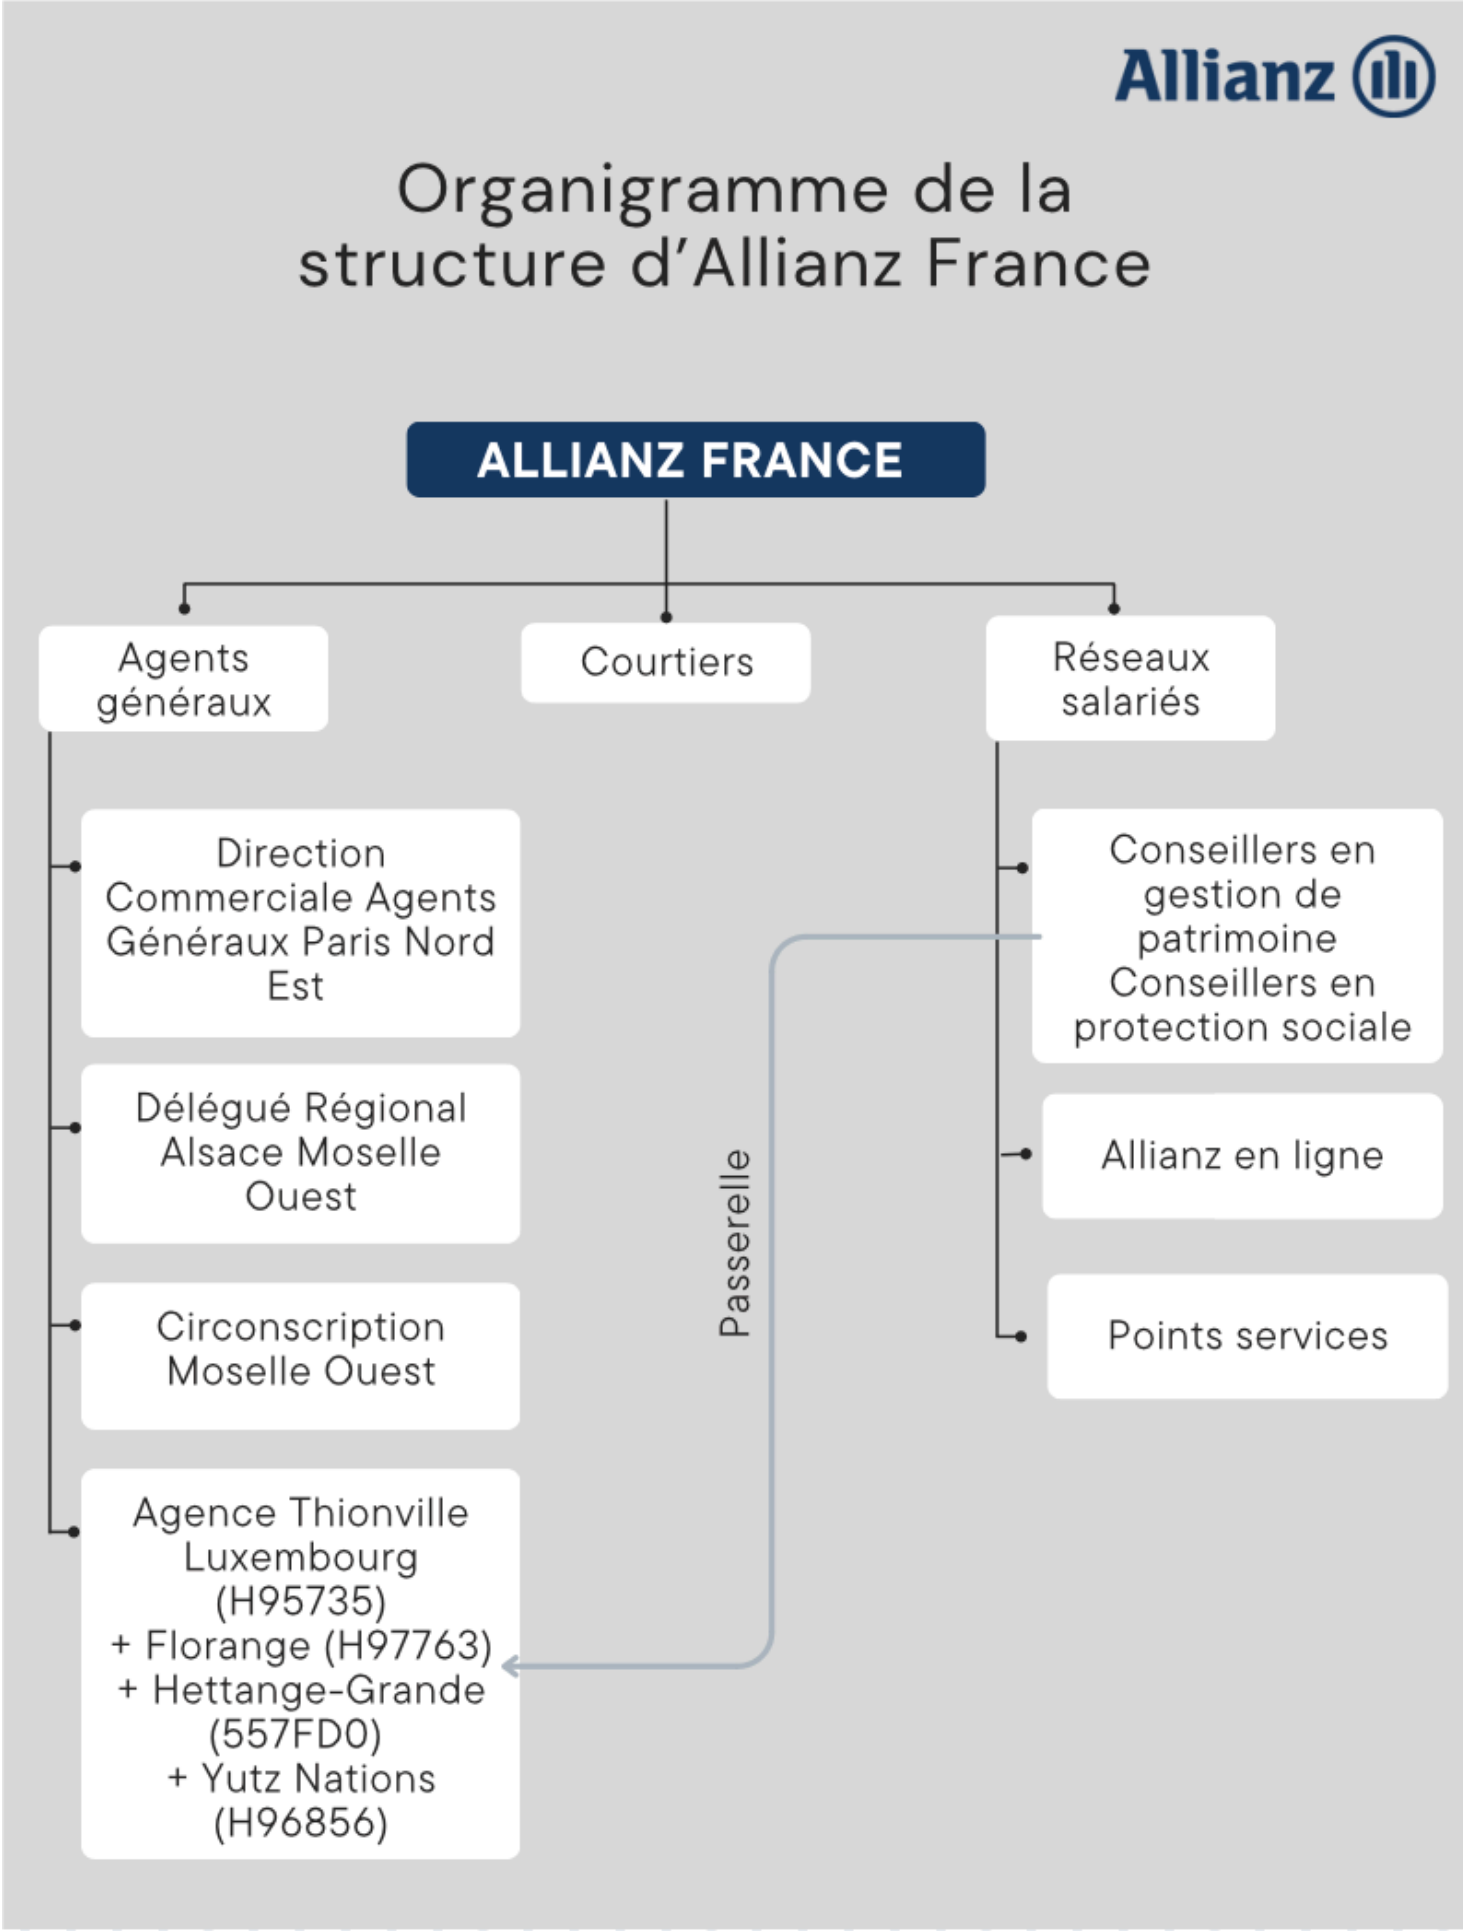 Allianz
Organigramme de la
structure d'Allianz France
ALLIANZ FRANCE
Agents
généraux
Courtiers
Réseaux
salariés
Direction
Commerciale Agents
Généraux Paris Nord
Est
Délégué Régional
Alsace Moselle
Ouest
Circonscription
Moselle Ouest
Agence Thionville
Luxembourg
(H95735)
+ Florange (H97763)
+ Hettange-Grande
(557FD0)
+ Yutz Nations
(H96856)
Passerelle
Conseillers en
gestion de
patrimoine
Conseillers en
protection sociale
Allianz en ligne
Points services